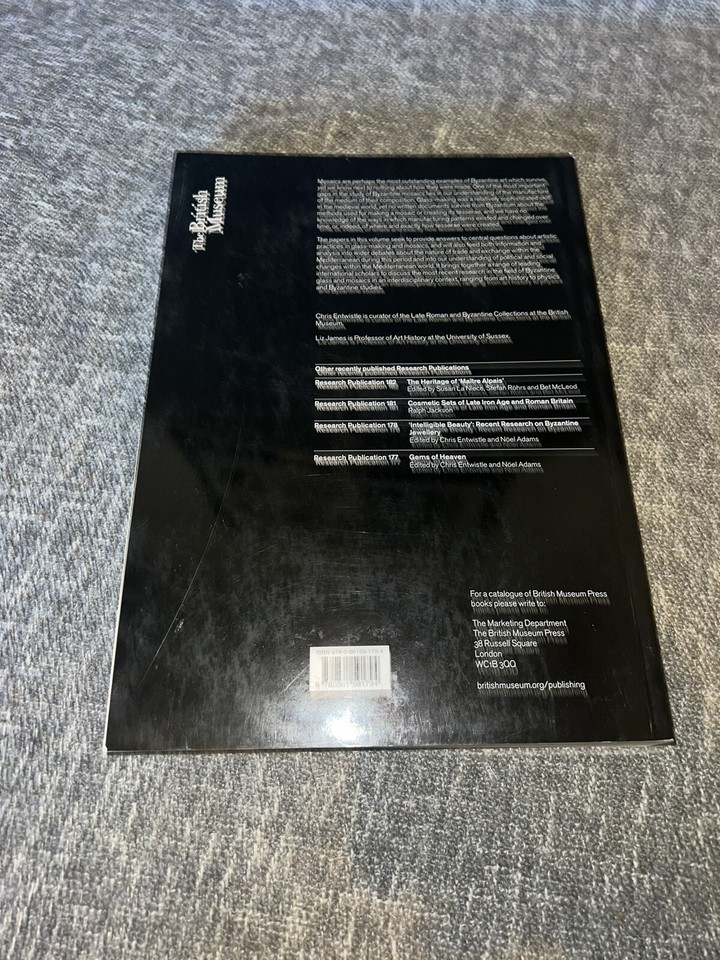 The British
Museum
Mosaics are perhaps the most outstanding examples of Byzantine art which survive,
yet we know next to nothing about how they were made. One of the most important
gaps in the study of Byzantine mosaics lies in our understanding of the manufacture
of the medium of their composition. Glass-making was a relatively sophisticated skill
in the medieval world, yet no written documents survive from Byzantium about the
methods used for making a mosaic or creating its tesserae, and we have no
knowledge of the ways in which manufacturing patterns existed and changed over
time, or, indeed, of where and exactly how tesserae were created.
The papers in this volume seek to provide answers to central questions about artistic
practices in glass-making and mosaics, and will also feed both information and
analysis into wider debates about the nature of trade and exchange within the
Mediterranean during this period and into our understanding of political and social
changes within the Mediterranean world. It brings together a range of leading
international scholars to discuss the most recent research in the field of Byzantine
glass and mosaics in an interdisciplinary context, ranging from art history to physics
and Byzantine studies.
Chris Entwistle is curator of the Late Roman and Byzantine Collections at the British
Museum.
Liz James is Professor of Art History at the University of Sussex.
Other recently published Research Publications
Research Publication 182 The Heritage of 'Maître Alpais'
Edited by Susan La Niece, Stefan Röhrs and Bet McLeod
Research Publication 181 Cosmetic Sets of Late Iron Age and Roman Britain
Ralph Jackson
Research Publication 178 'Intelligible Beauty': Recent Research on Byzantine
Jewellery
Edited by Chris Entwistle and Nöel Adams
Research Publication 177 Gems of Heaven
Edited by Chris Entwistle and Nöel Adams
For a catalogue of British Museum Press
books please write to:
The Marketing Department
The British Museum Press
38 Russell Square
London
WC1B 3QQ
britishmuseum.org/publishing
ISBN